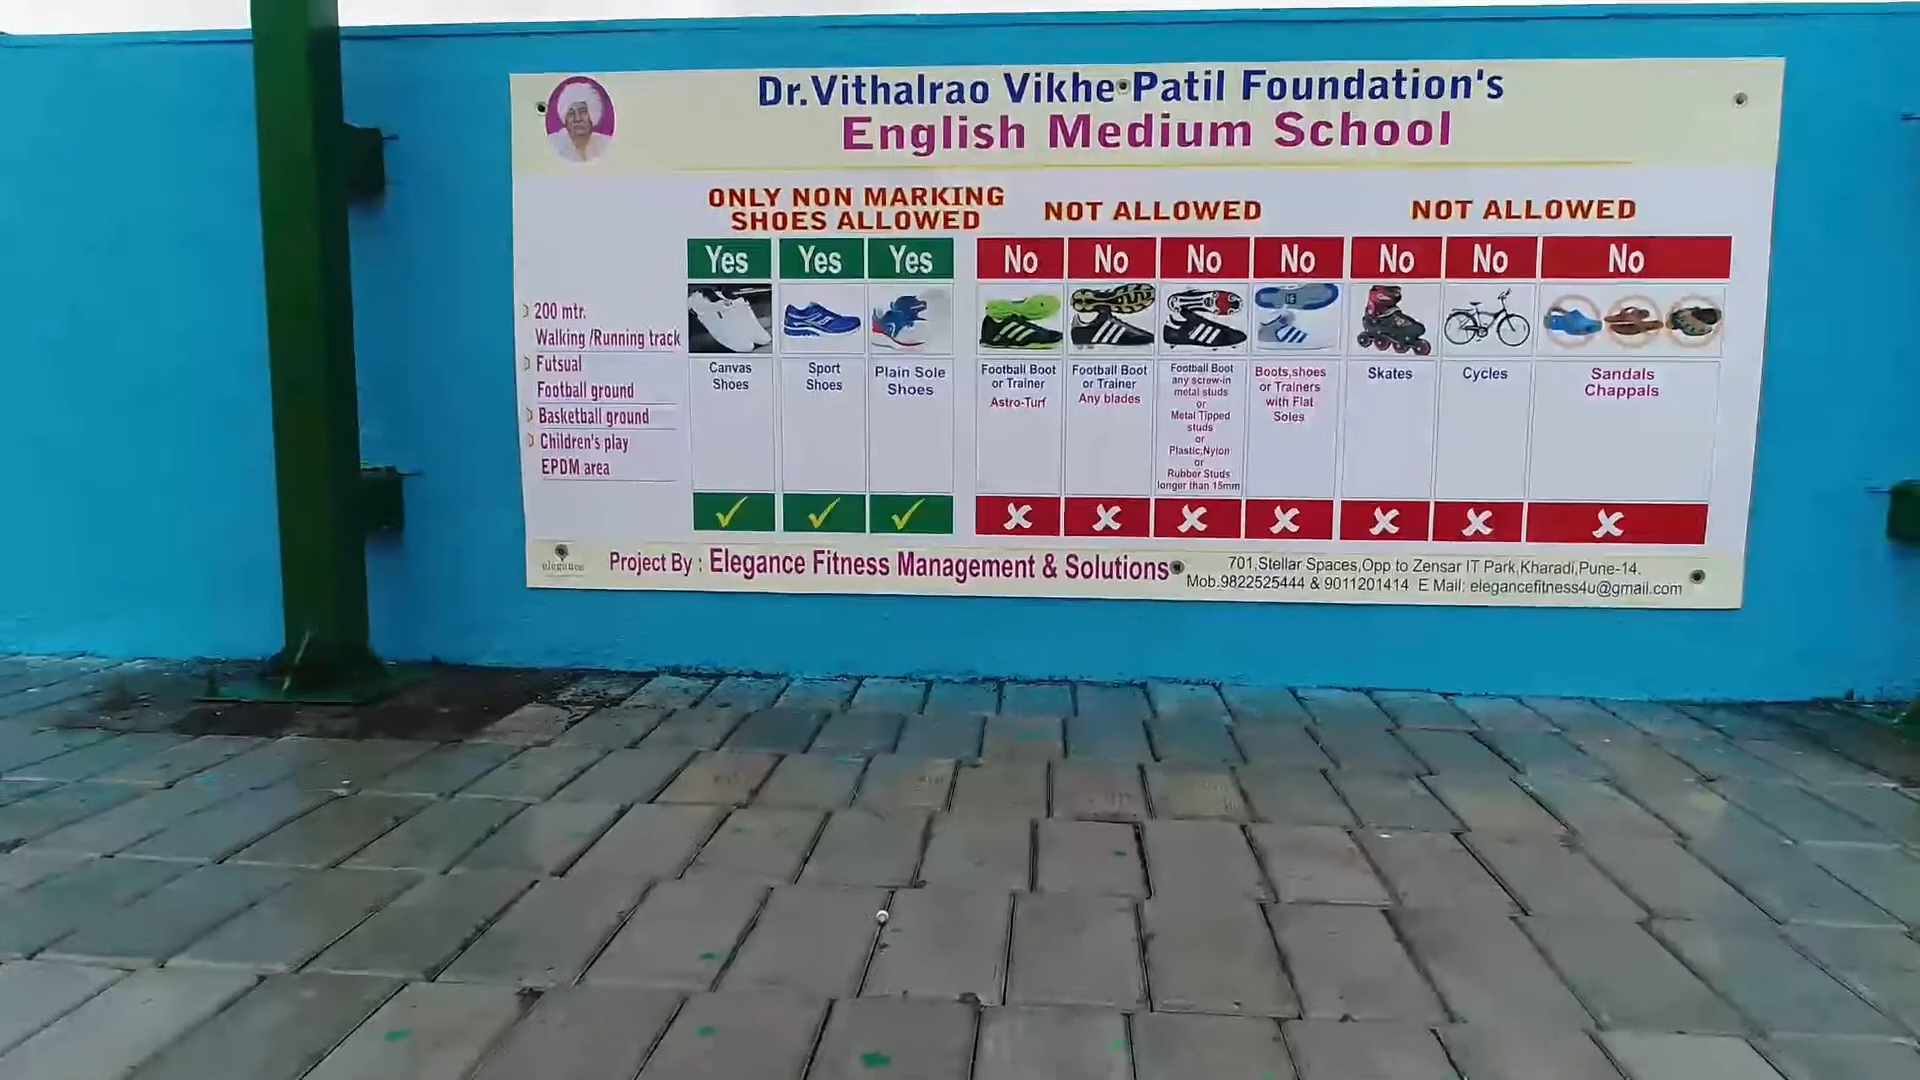 Dr.Vithalrao Vikhe Patil Foundation's
English Medium School
ONLY NON MARKING
SHOES ALLOWED
NOT ALLOWED
NOT ALLOWED
Yes
Yes
Yes
No
No
No
No
No
No
No
200 mtr.
Walking /Running track
Futsual
Football ground
Basketball ground
Children's play
EPDM area
Canvas
Shoes
Sport
Shoes
Plain Sole
Shoes
Football Boot
or Trainer
Astro-Turf
Football Boot
or Trainer
Any blades
Football Boot
any screw-in
metal studs
or
Metal Tipped
studs
or
Plastic,Nylon
or
Rubber Studs
longer than 15mm
Boots,shoes
or Trainers
with Flat
Soles
Skates
Cycles
Sandals
Chappals
elegance
Project By : Elegance Fitness Management & Solutions
701,Stellar Spaces,Opp to Zensar IT Park,Kharadi,Pune-14.
Mob.9822525444 & 9011201414 E Mail: elegancefitness4u@gmail.com